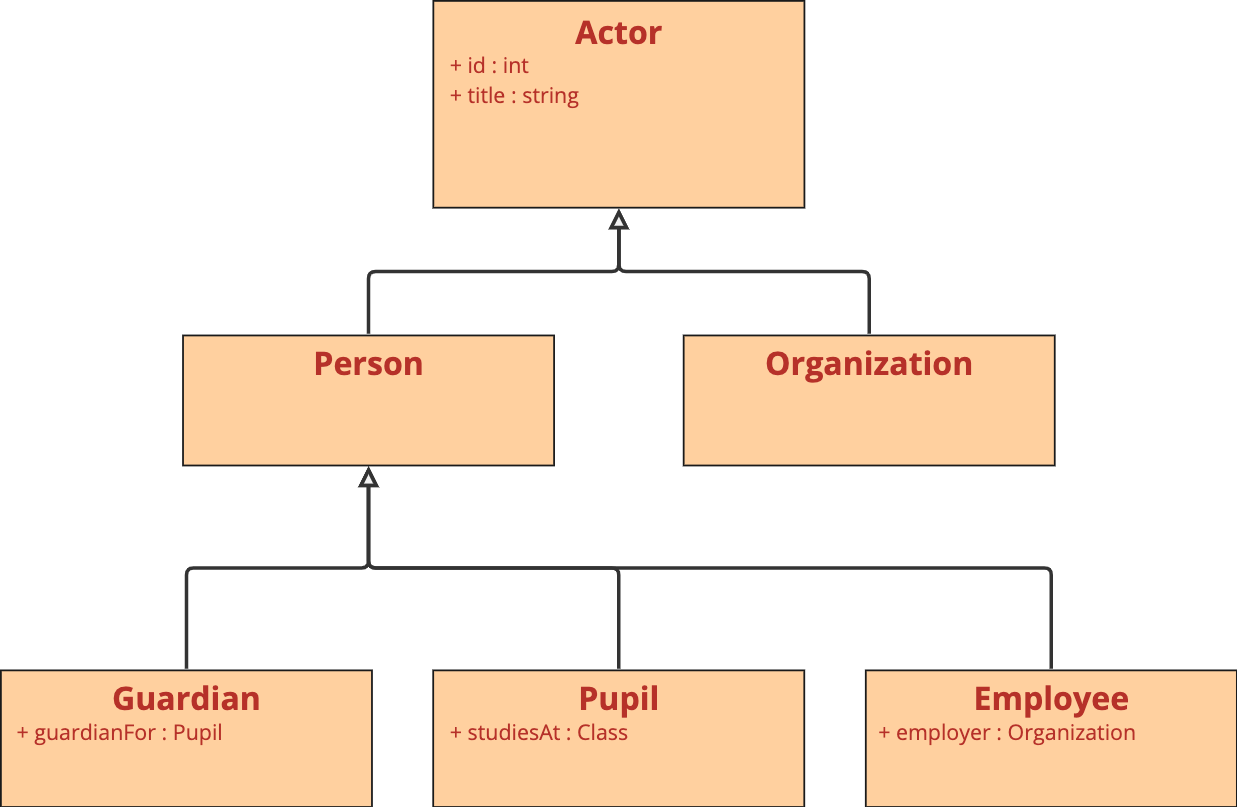 Actor
+ id : int
+ title : string
Person
Organization
Guardian
+ guardianFor : Pupil
Pupil
+ studiesAt : Class
Employee
+ employer : Organization